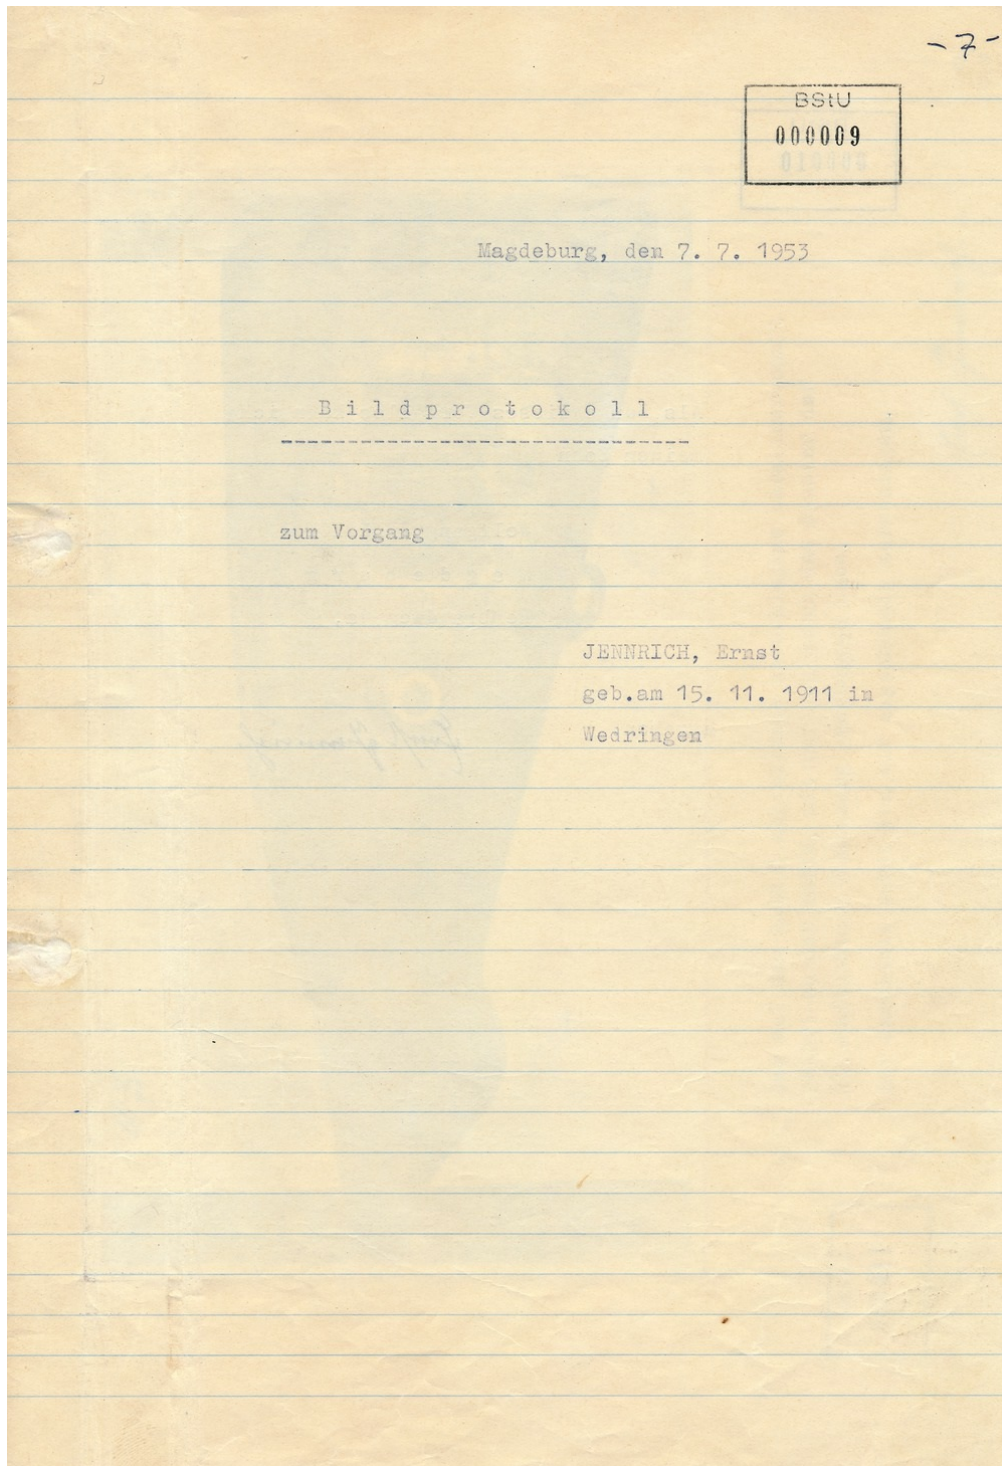 - 7 -
BStU
000009
Magdeburg, den 7. 7. 1953
Bildprotokoll
-------------------------------
zum Vorgang
JENNRICH, Ernst
geb.am 15. 11. 1911 in
Wedringen